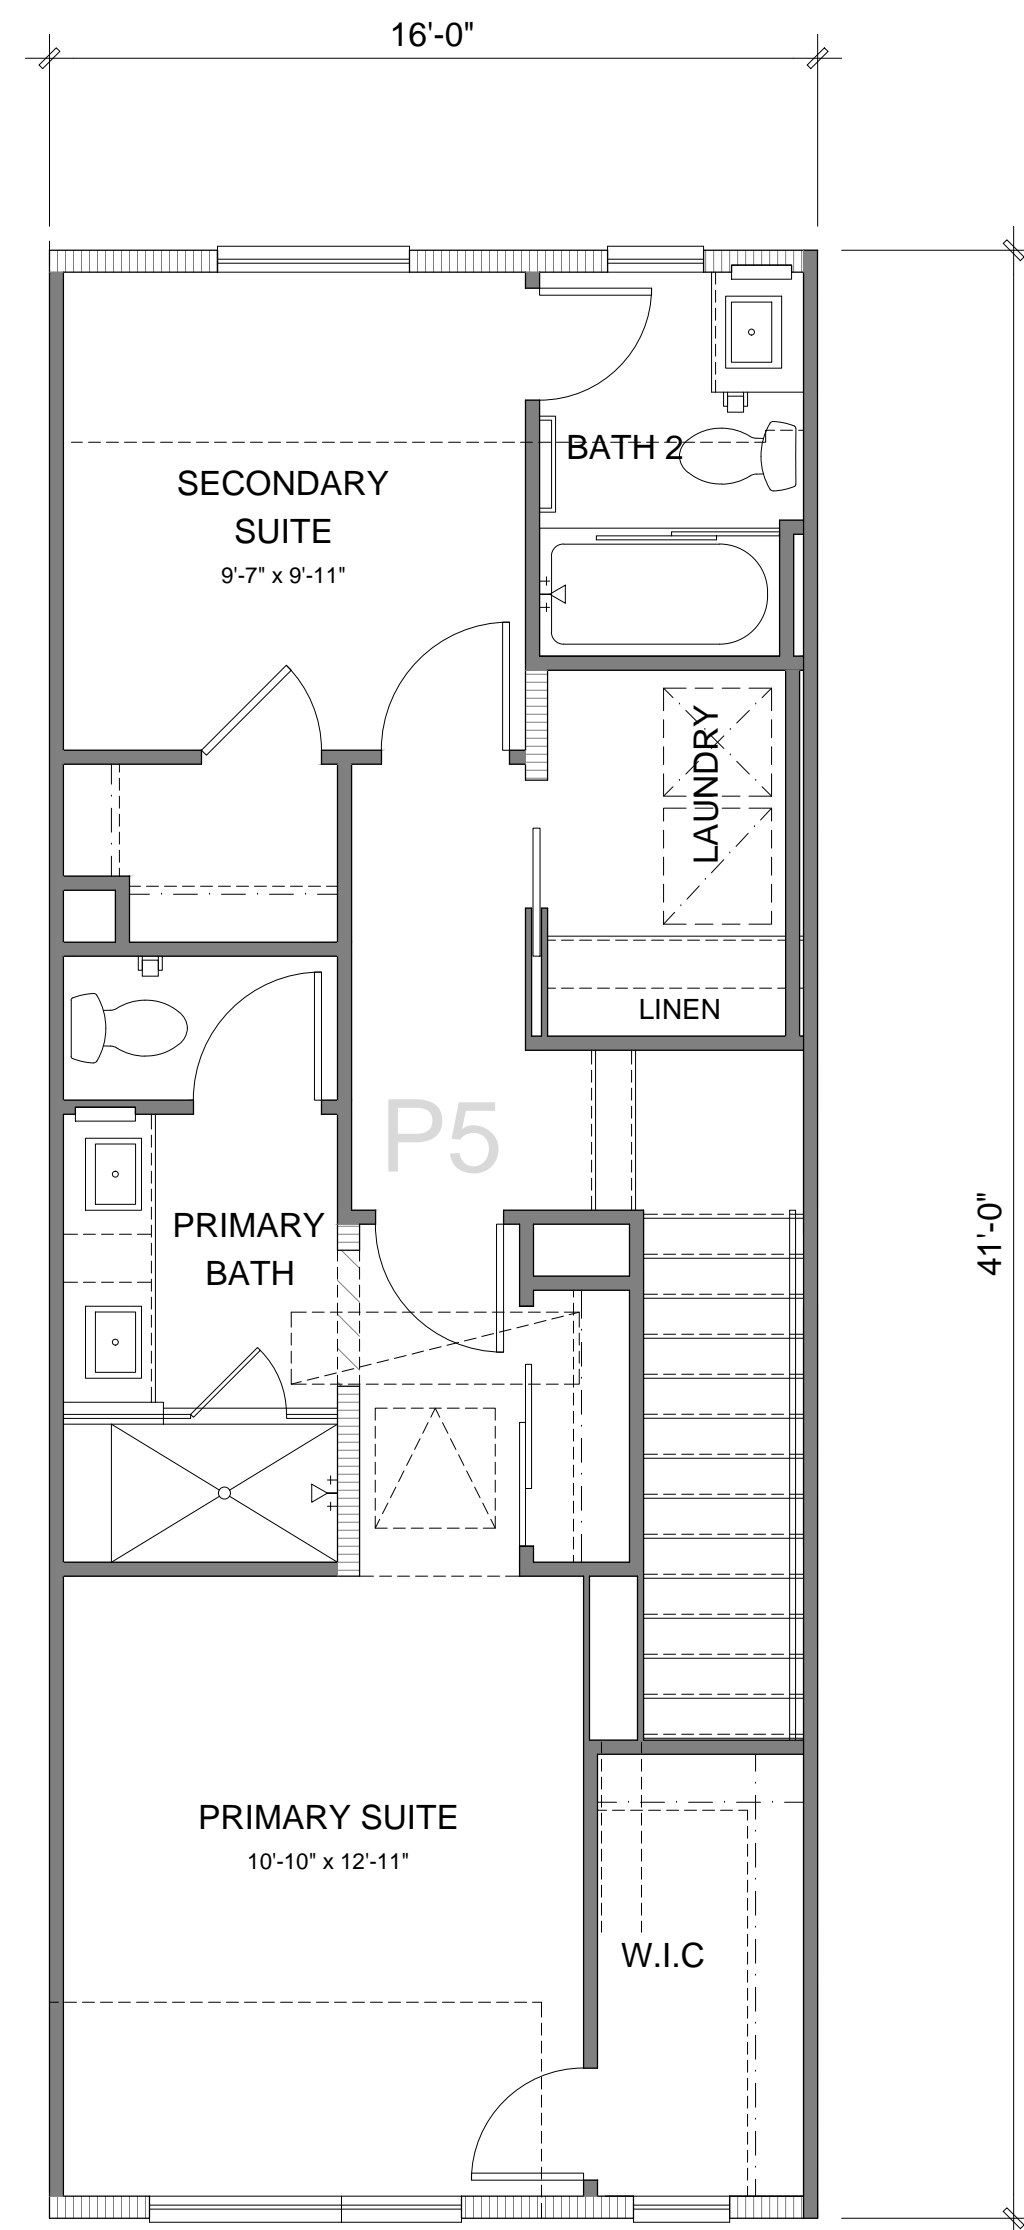 16'-0"
BATH 2
SECONDARY
SUITE
9'-7" x 9'-11"
LAUNDRY
LINEN
P5
PRIMARY
BATH
41'-0"
PRIMARY SUITE
10'-10" x 12'-11"
W.I.C